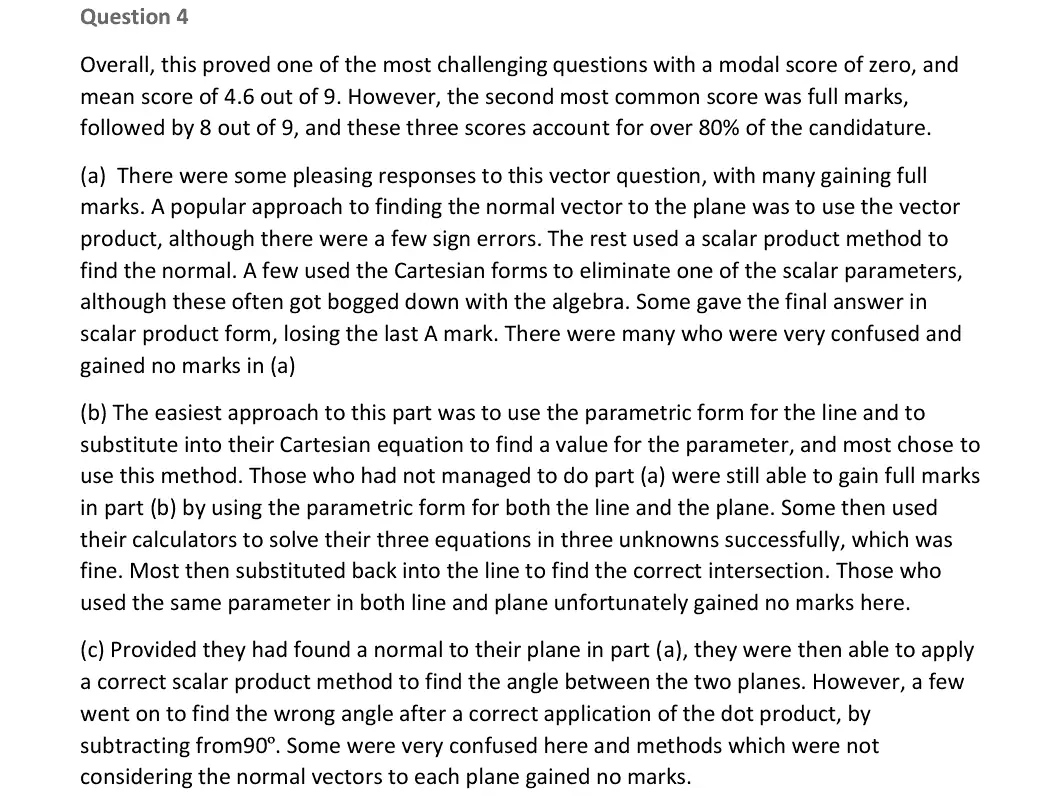 Question 4
Overall, this proved one of the most challenging questions with a modal score of zero, and
mean score of 4.6 out of 9. However, the second most common score was full marks,
followed by 8 out of 9, and these three scores account for over 80% of the candidature.
(a)  There were some pleasing responses to this vector question, with many gaining full
marks. A popular approach to finding the normal vector to the plane was to use the vector
product, although there were a few sign errors. The rest used a scalar product method to
find the normal. A few used the Cartesian forms to eliminate one of the scalar parameters,
although these often got bogged down with the algebra. Some gave the final answer in
scalar product form, losing the last A mark. There were many who were very confused and
gained no marks in (a)
(b) The easiest approach to this part was to use the parametric form for the line and to
substitute into their Cartesian equation to find a value for the parameter, and most chose to
use this method. Those who had not managed to do part (a) were still able to gain full marks
in part (b) by using the parametric form for both the line and the plane. Some then used
their calculators to solve their three equations in three unknowns successfully, which was
fine. Most then substituted back into the line to find the correct intersection. Those who
used the same parameter in both line and plane unfortunately gained no marks here.
(c) Provided they had found a normal to their plane in part (a), they were then able to apply
a correct scalar product method to find the angle between the two planes. However, a few
went on to find the wrong angle after a correct application of the dot product, by
subtracting from90º. Some were very confused here and methods which were not
considering the normal vectors to each plane gained no marks.